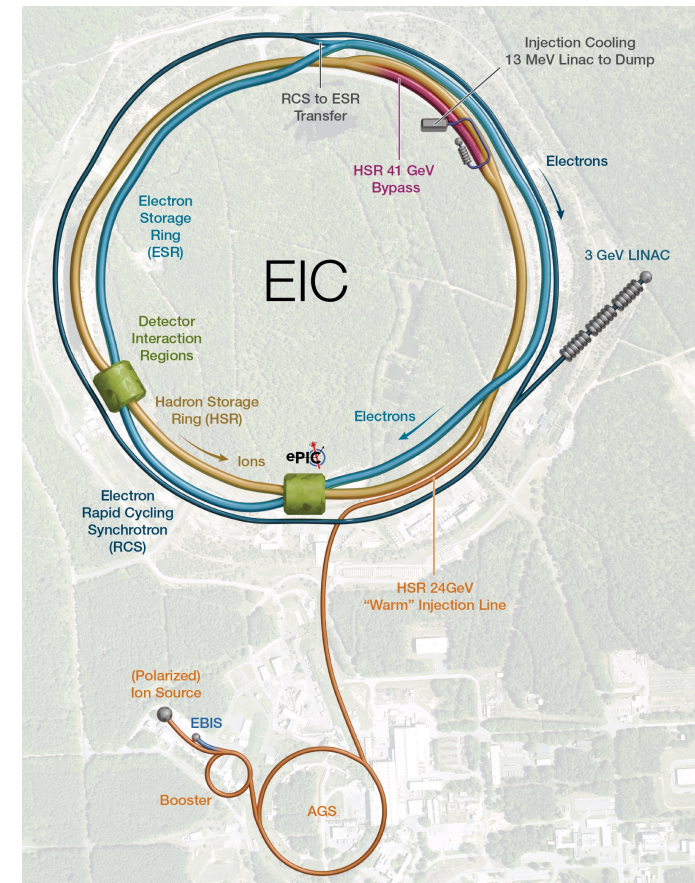 Injection Cooling
13 MeV Linac to Dump
RCS to ESR
Transfer
HSR 41 GeV
Bypass
Electrons
Electron
Storage
Ring
(ESR)
3 GeV LINAC
EIC
Detector
Interaction
Regions
Hadron Storage
Ring (HSR)
Electrons
Ions
ePIC
Electron
Rapid Cycling
Synchrotron
(RCS)
HSR 24GeV
“Warm” Injection Line
(Polarized)
Ion Source
EBIS
Booster
AGS